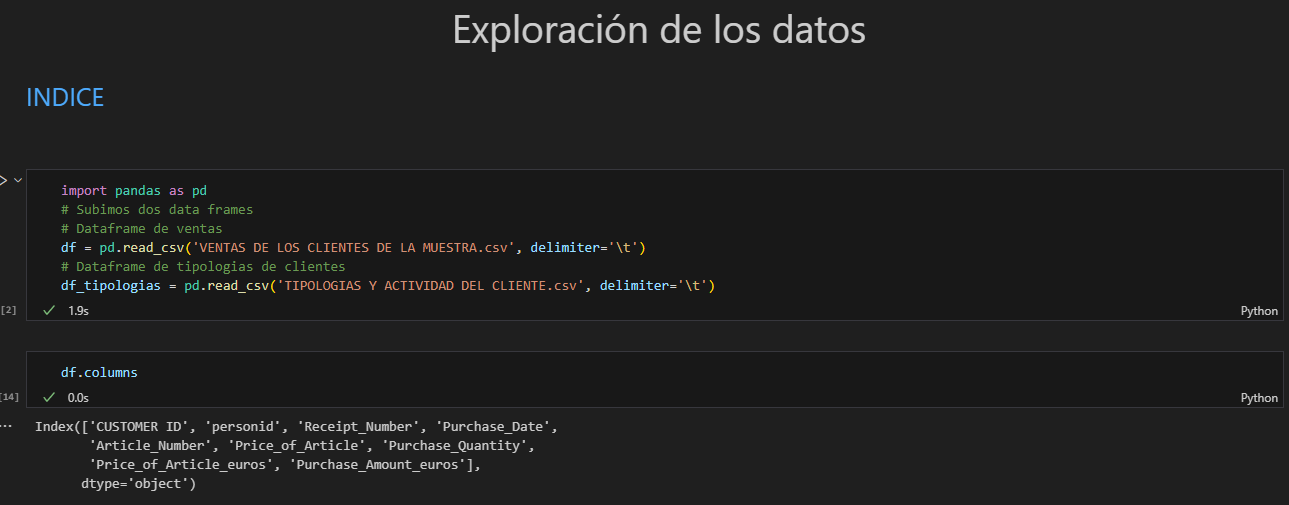 Exploración de los datos
INDICE
import pandas as pd
# Subimos dos data frames
# Dataframe de ventas
df = pd.read_csv('VENTAS DE LOS CLIENTES DE LA MUESTRA.csv', delimiter='\t')
# Dataframe de tipologias de clientes
df_tipologias = pd.read_csv('TIPOLOGIAS Y ACTIVIDAD DEL CLIENTE.csv', delimiter='\t')
[2] 1.9s Python
df.columns
[14] 0.0s Python
... Index(['CUSTOMER ID', 'personid', 'Receipt_Number', 'Purchase_Date',
'Article_Number', 'Price_of_Article', 'Purchase_Quantity',
'Price_of_Article_euros', 'Purchase_Amount_euros'],
dtype='object')